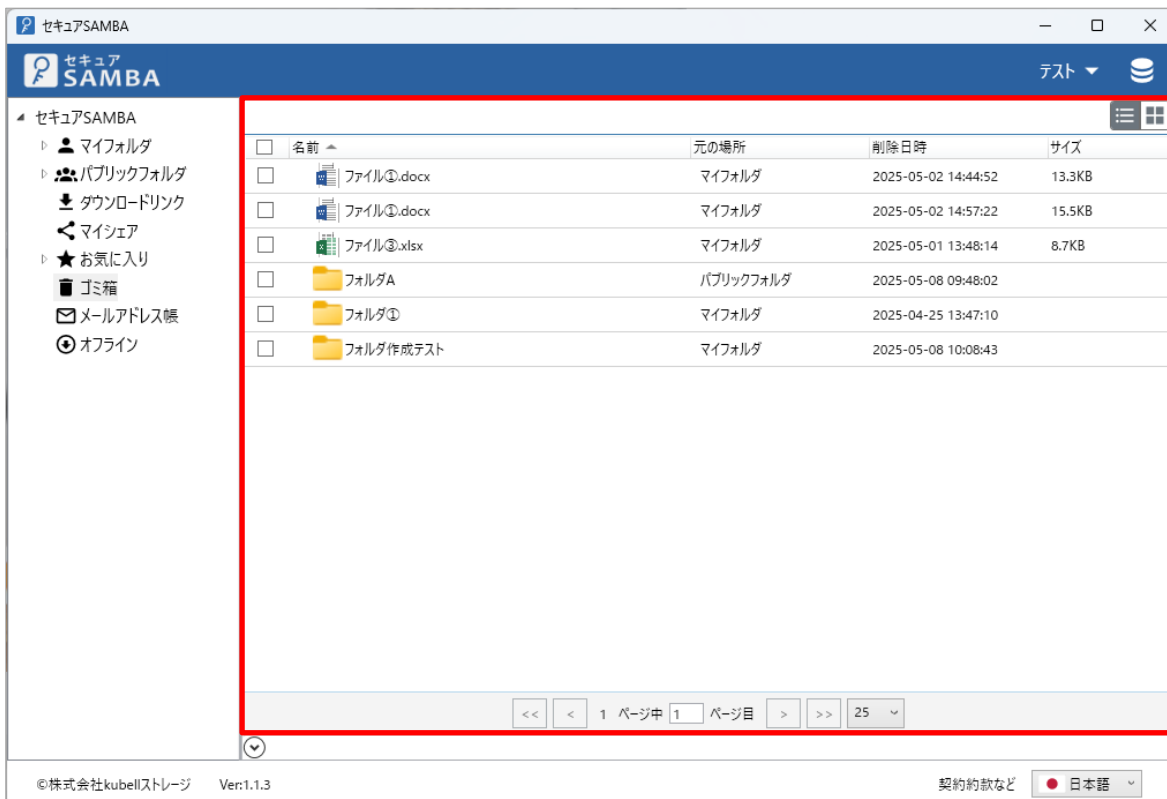 セキュアSAMBA
セキュア
SAMBA
テスト
セキュアSAMBA
マイフォルダ
パブリックフォルダ
ダウンロードリンク
マイシェア
お気に入り
ゴミ箱
メールアドレス帳
オフライン
名前 元の場所 削除日時 サイズ
ファイル①.docx マイフォルダ 2025-05-02 14:44:52 13.3KB
ファイル①.docx マイフォルダ 2025-05-02 14:57:22 15.5KB
ファイル③.xlsx マイフォルダ 2025-05-01 13:48:14 8.7KB
フォルダA パブリックフォルダ 2025-05-08 09:48:02
フォルダ① マイフォルダ 2025-04-25 13:47:10
フォルダ作成テスト マイフォルダ 2025-05-08 10:08:43
<< < 1 ページ中 1 ページ目 > >> 25
©株式会社kubellストレージ Ver:1.1.3 契約約款など 日本語